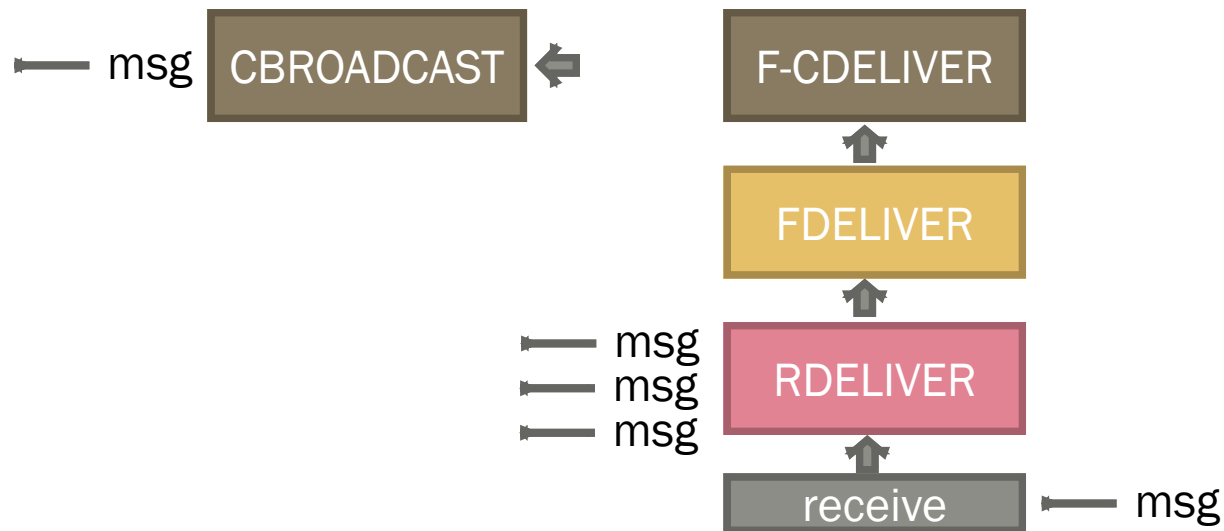 msg CBROADCAST F-CDELIVER
FDELIVER
msg
msg RDELIVER
msg
receive msg